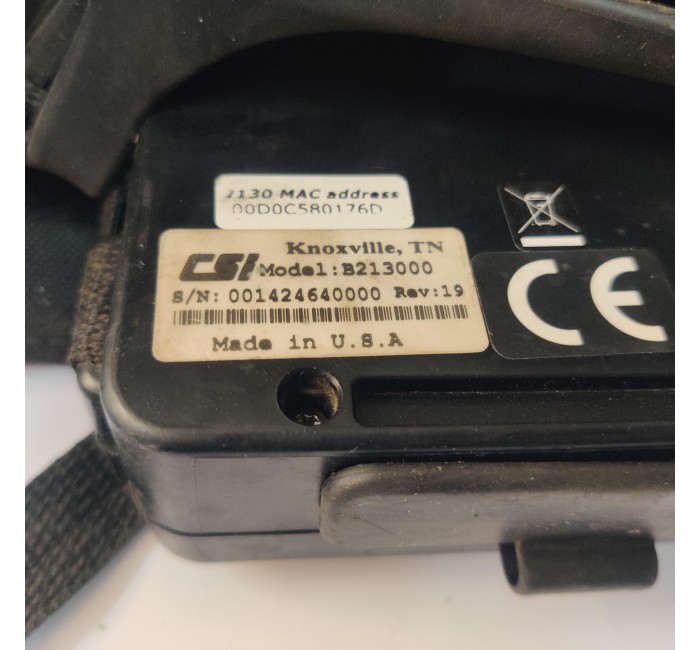 2130 MAC address
00D0C580176D
Knoxville, TN
CSi Model:B213000
S/N: 001424640000 Rev:19
Made in U.S.A
CE